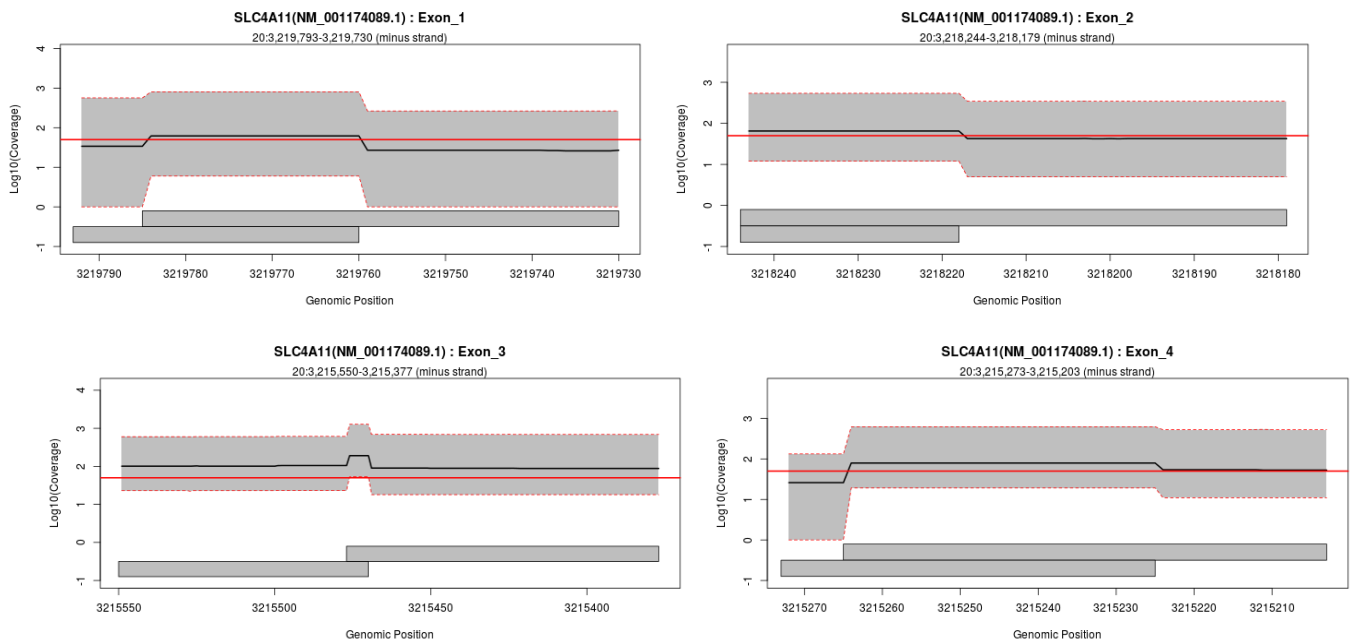 SLC4A11(NM_001174089.1) : Exon_1
20:3,219,793-3,219,730 (minus strand)
Log10(Coverage)
4
3
2
1
0
-1
3219790 3219780 3219770 3219760 3219750 3219740 3219730
Genomic Position
SLC4A11(NM_001174089.1) : Exon_2
20:3,218,244-3,218,179 (minus strand)
Log10(Coverage)
3
2
1
0
-1
3218240 3218230 3218220 3218210 3218200 3218190 3218180
Genomic Position
SLC4A11(NM_001174089.1) : Exon_3
20:3,215,550-3,215,377 (minus strand)
Log10(Coverage)
4
3
2
1
0
-1
3215550 3215500 3215450 3215400
Genomic Position
SLC4A11(NM_001174089.1) : Exon_4
20:3,215,273-3,215,203 (minus strand)
Log10(Coverage)
3
2
1
0
-1
3215270 3215260 3215250 3215240 3215230 3215220 3215210
Genomic Position